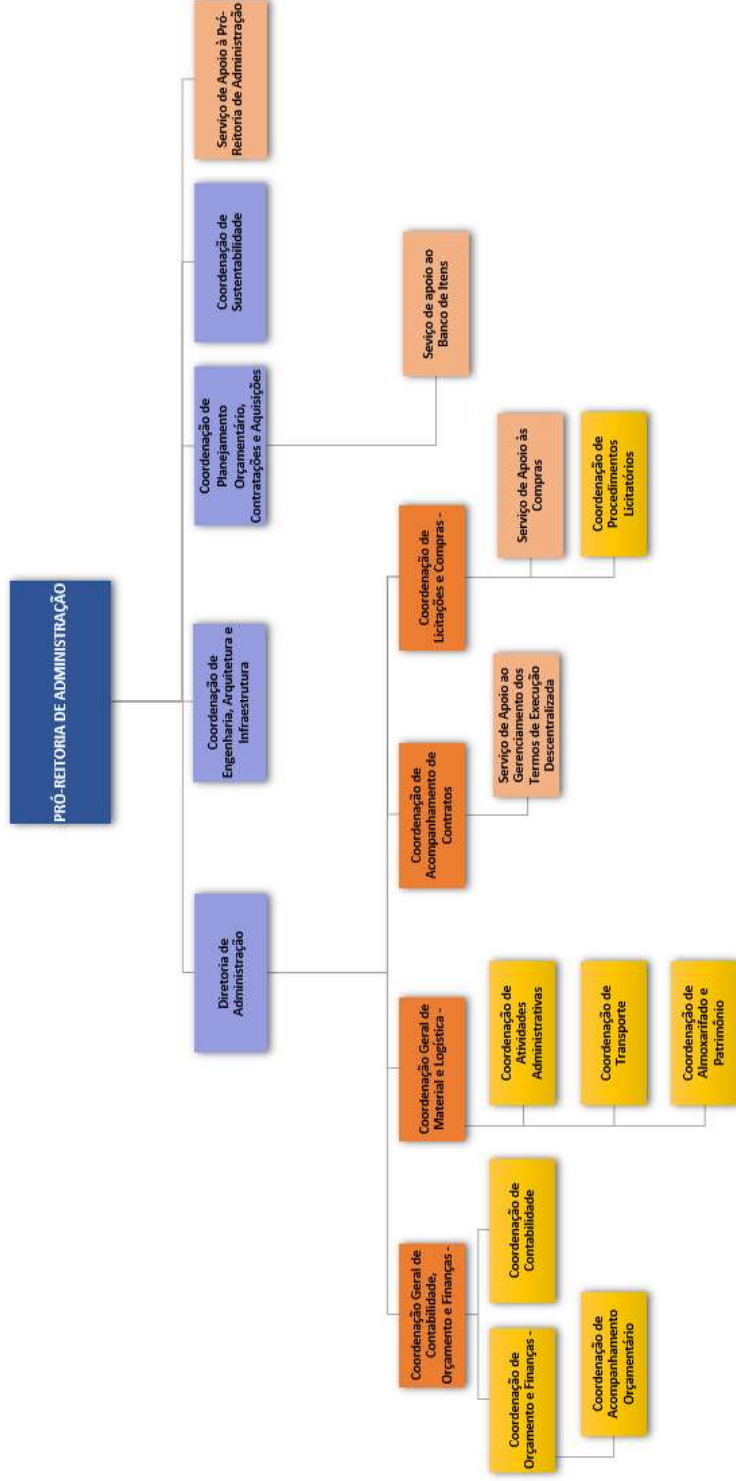 PRÓ-REITORIA DE ADMINISTRAÇÃO
Diretoria de
Administração
Coordenação de
Engenharia, Arquitetura e
Infraestrutura
Coordenação de
Planejamento
Orçamentário,
Contratações e Aquisições
Coordenação de
Sustentabilidade
Serviço de Apoio à Pró-
Reitoria de Administração
Coordenação Geral de
Contabilidade,
Orçamento e Finanças -
Coordenação Geral de
Material e Logística -
Coordenação de
Acompanhamento de
Contratos
Coordenação de
Licitações e Compras -
Seviço de apoio ao
Banco de Itens
Coordenação de
Orçamento e Finanças -
Coordenação de
Contabilidade
Coordenação de
Atividades
Administrativas
Serviço de Apoio ao
Gerenciamento dos
Termos de Execução
Descentralizada
Serviço de Apoio às
Compras
Coordenação de
Acompanhamento
Orçamentário
Coordenação de
Transporte
Coordenação de
Procedimentos
Licitatórios
Coordenação de
Almoxarifado e
Patrimônio